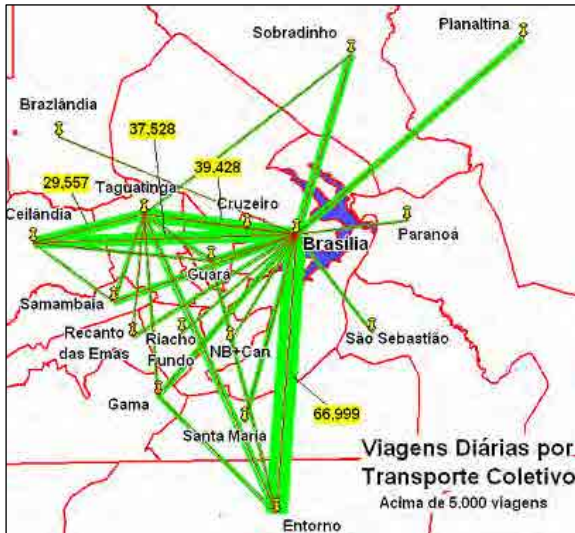 Planaltina
Sobradinho
Brazlândia
37,528
29,557
Taguatinga
39,428
Cruzeiro
Ceilândia
Paranoá
Brasília
Guará
Samambaia
São Sebastião
Recanto
das Emas
Riacho
Fundo
NB+Can
Gama
66,999
Santa Maria
Viagens Diárias por
Transporte Coletivo
Acima de 5.000 viagens
Entorno